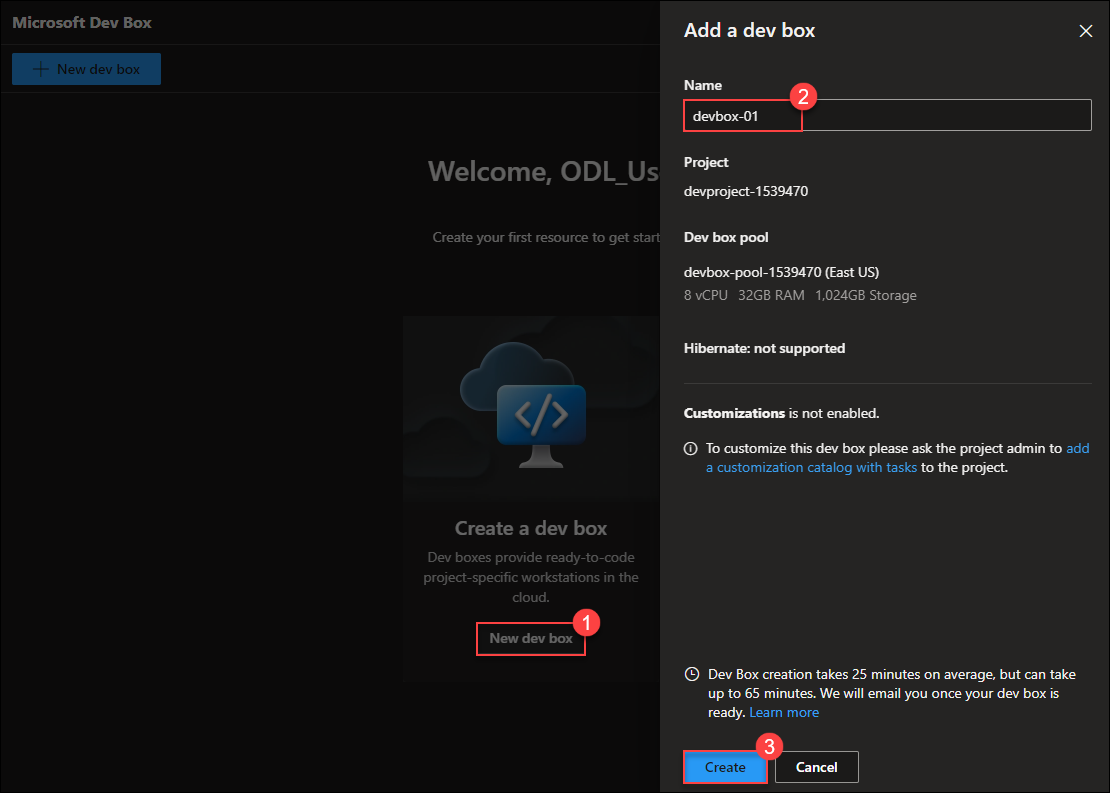 Microsoft Dev Box
New dev box
Welcome, ODL_Us
Create your first resource to get start
Create a dev box
Dev boxes provide ready-to-code
project-specific workstations in the
cloud.
1
New dev box
Add a dev box
Name
2
devbox-01
Project
devproject-1539470
Dev box pool
devbox-pool-1539470 (East US)
8 vCPU 32GB RAM 1,024GB Storage
Hibernate: not supported
Customizations is not enabled.
To customize this dev box please ask the project admin to add
a customization catalog with tasks to the project.
Dev Box creation takes 25 minutes on average, but can take
up to 65 minutes. We will email you once your dev box is
ready. Learn more
3
Create Cancel